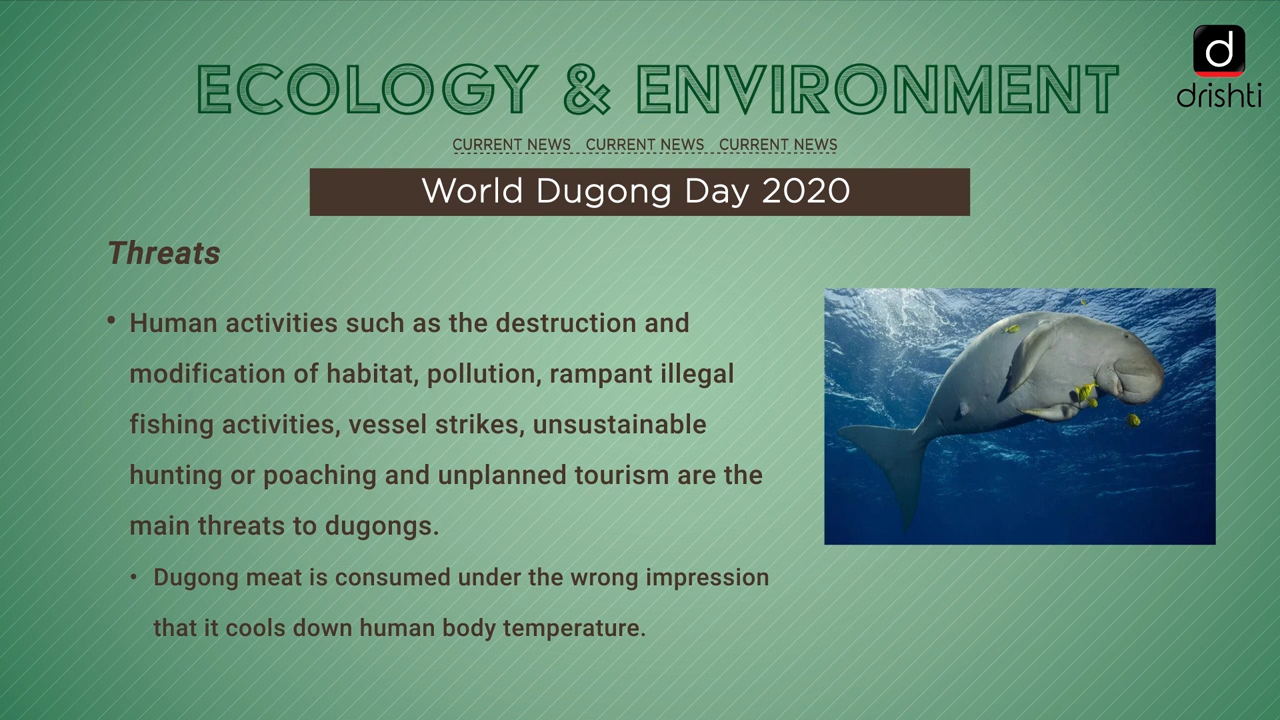 d
drishti
ECOLOGY & ENVIRONMENT
CURRENT NEWS CURRENT NEWS CURRENT NEWS
World Dugong Day 2020
Threats
• Human activities such as the destruction and
modification of habitat, pollution, rampant illegal
fishing activities, vessel strikes, unsustainable
hunting or poaching and unplanned tourism are the
main threats to dugongs.
• Dugong meat is consumed under the wrong impression
that it cools down human body temperature.